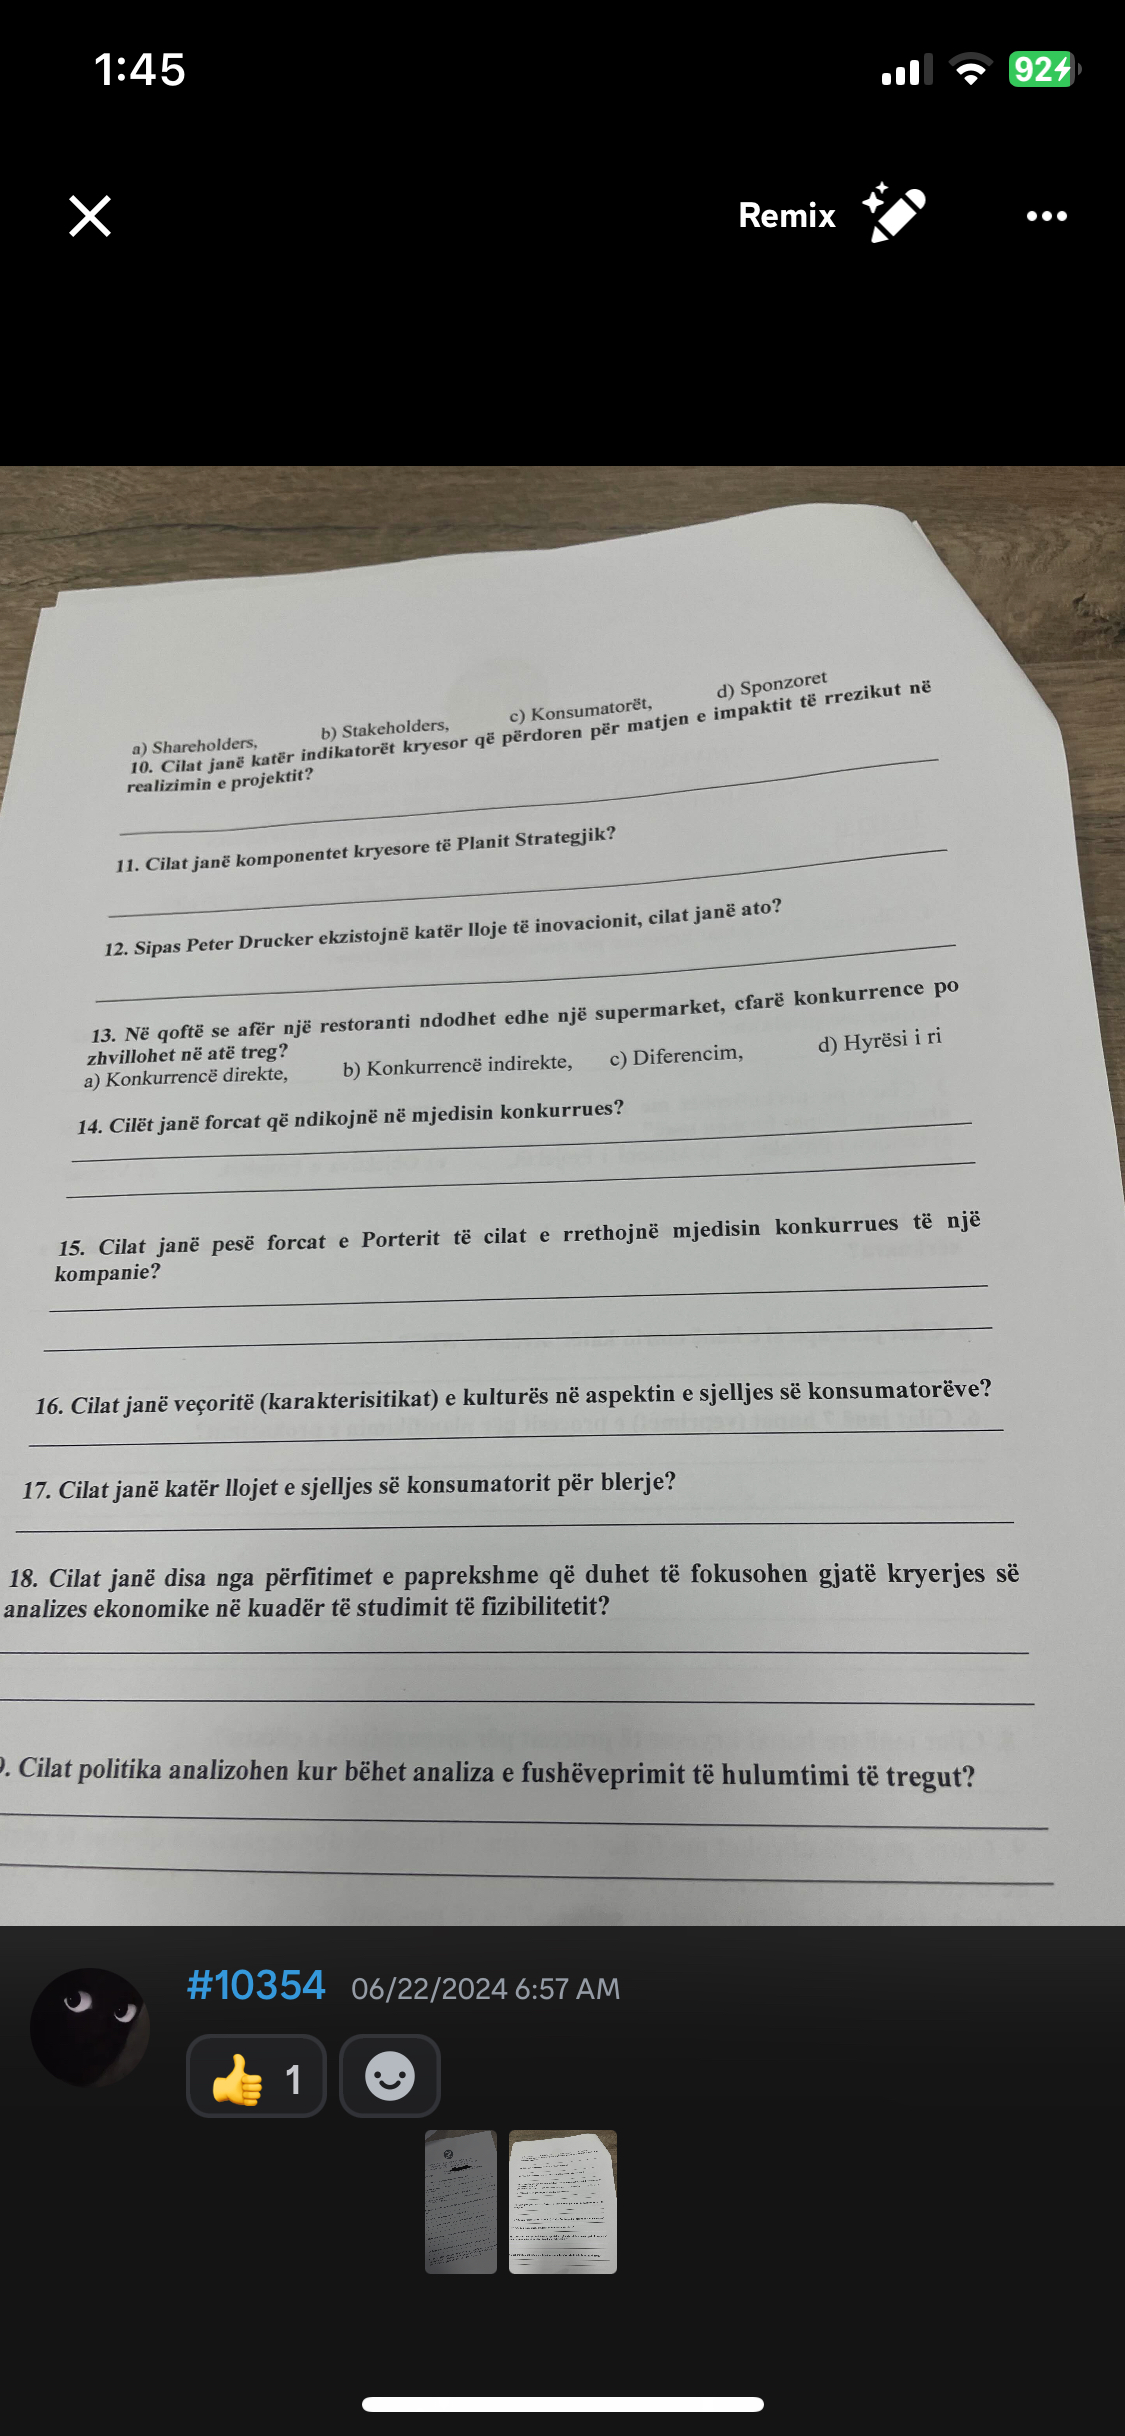 1:45
92
Remix
a) Shareholders, b) Stakeholders, c) Konsumatorët, d) Sponzoret
10. Cilat janë katër indikatorët kryesor që përdoren për matjen e impaktit të rrezikut në
realizimin e projektit?
11. Cilat janë komponentet kryesore të Planit Strategjik?
12. Sipas Peter Drucker ekzistojnë katër lloje të inovacionit, cilat janë ato?
13. Në qoftë se afër një restoranti ndodhet edhe një supermarket, cfarë konkurrence po
zhvillohet në atë treg?
a) Konkurrencë direkte, b) Konkurrencë indirekte, c) Diferencim, d) Hyrësi i ri
14. Cilët janë forcat që ndikojnë në mjedisin konkurrues?
15. Cilat janë pesë forcat e Porterit të cilat e rrethojnë mjedisin konkurrues të një
kompanie?
16. Cilat janë veçoritë (karakterisitikat) e kulturës në aspektin e sjelljes së konsumatorëve?
17. Cilat janë katër llojet e sjelljes së konsumatorit për blerje?
18. Cilat janë disa nga përfitimet e paprekshme që duhet të fokusohen gjatë kryerjes së
analizes ekonomike në kuadër të studimit të fizibilitetit?
9. Cilat politika analizohen kur bëhet analiza e fushëveprimit të hulumtimi të tregut?
#10354 06/22/2024 6:57 AM
1